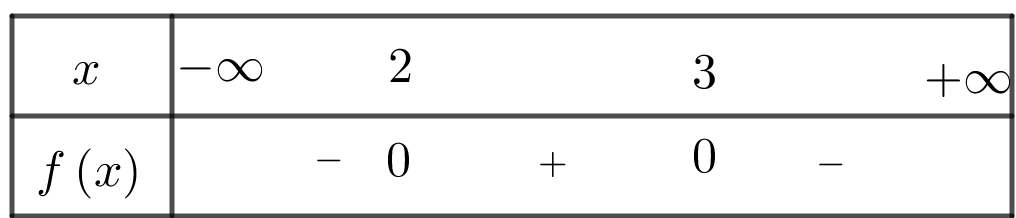 x −∞ 2 3 +∞
f (x) − 0 + 0 −